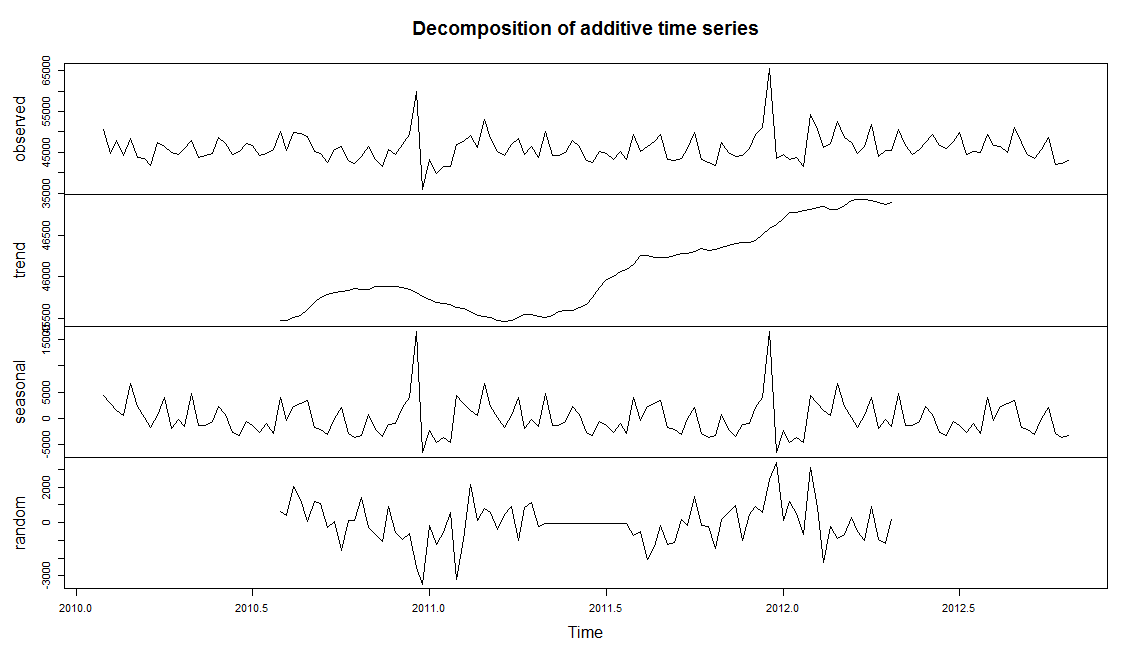 Decomposition of additive time series
observed
35000 45000 55000 65000
trend
45500 46000 46500
seasonal
-5000 0 5000 15000
random
-3000 0 2000
2010.0 2010.5 2011.0 2011.5 2012.0 2012.5
Time